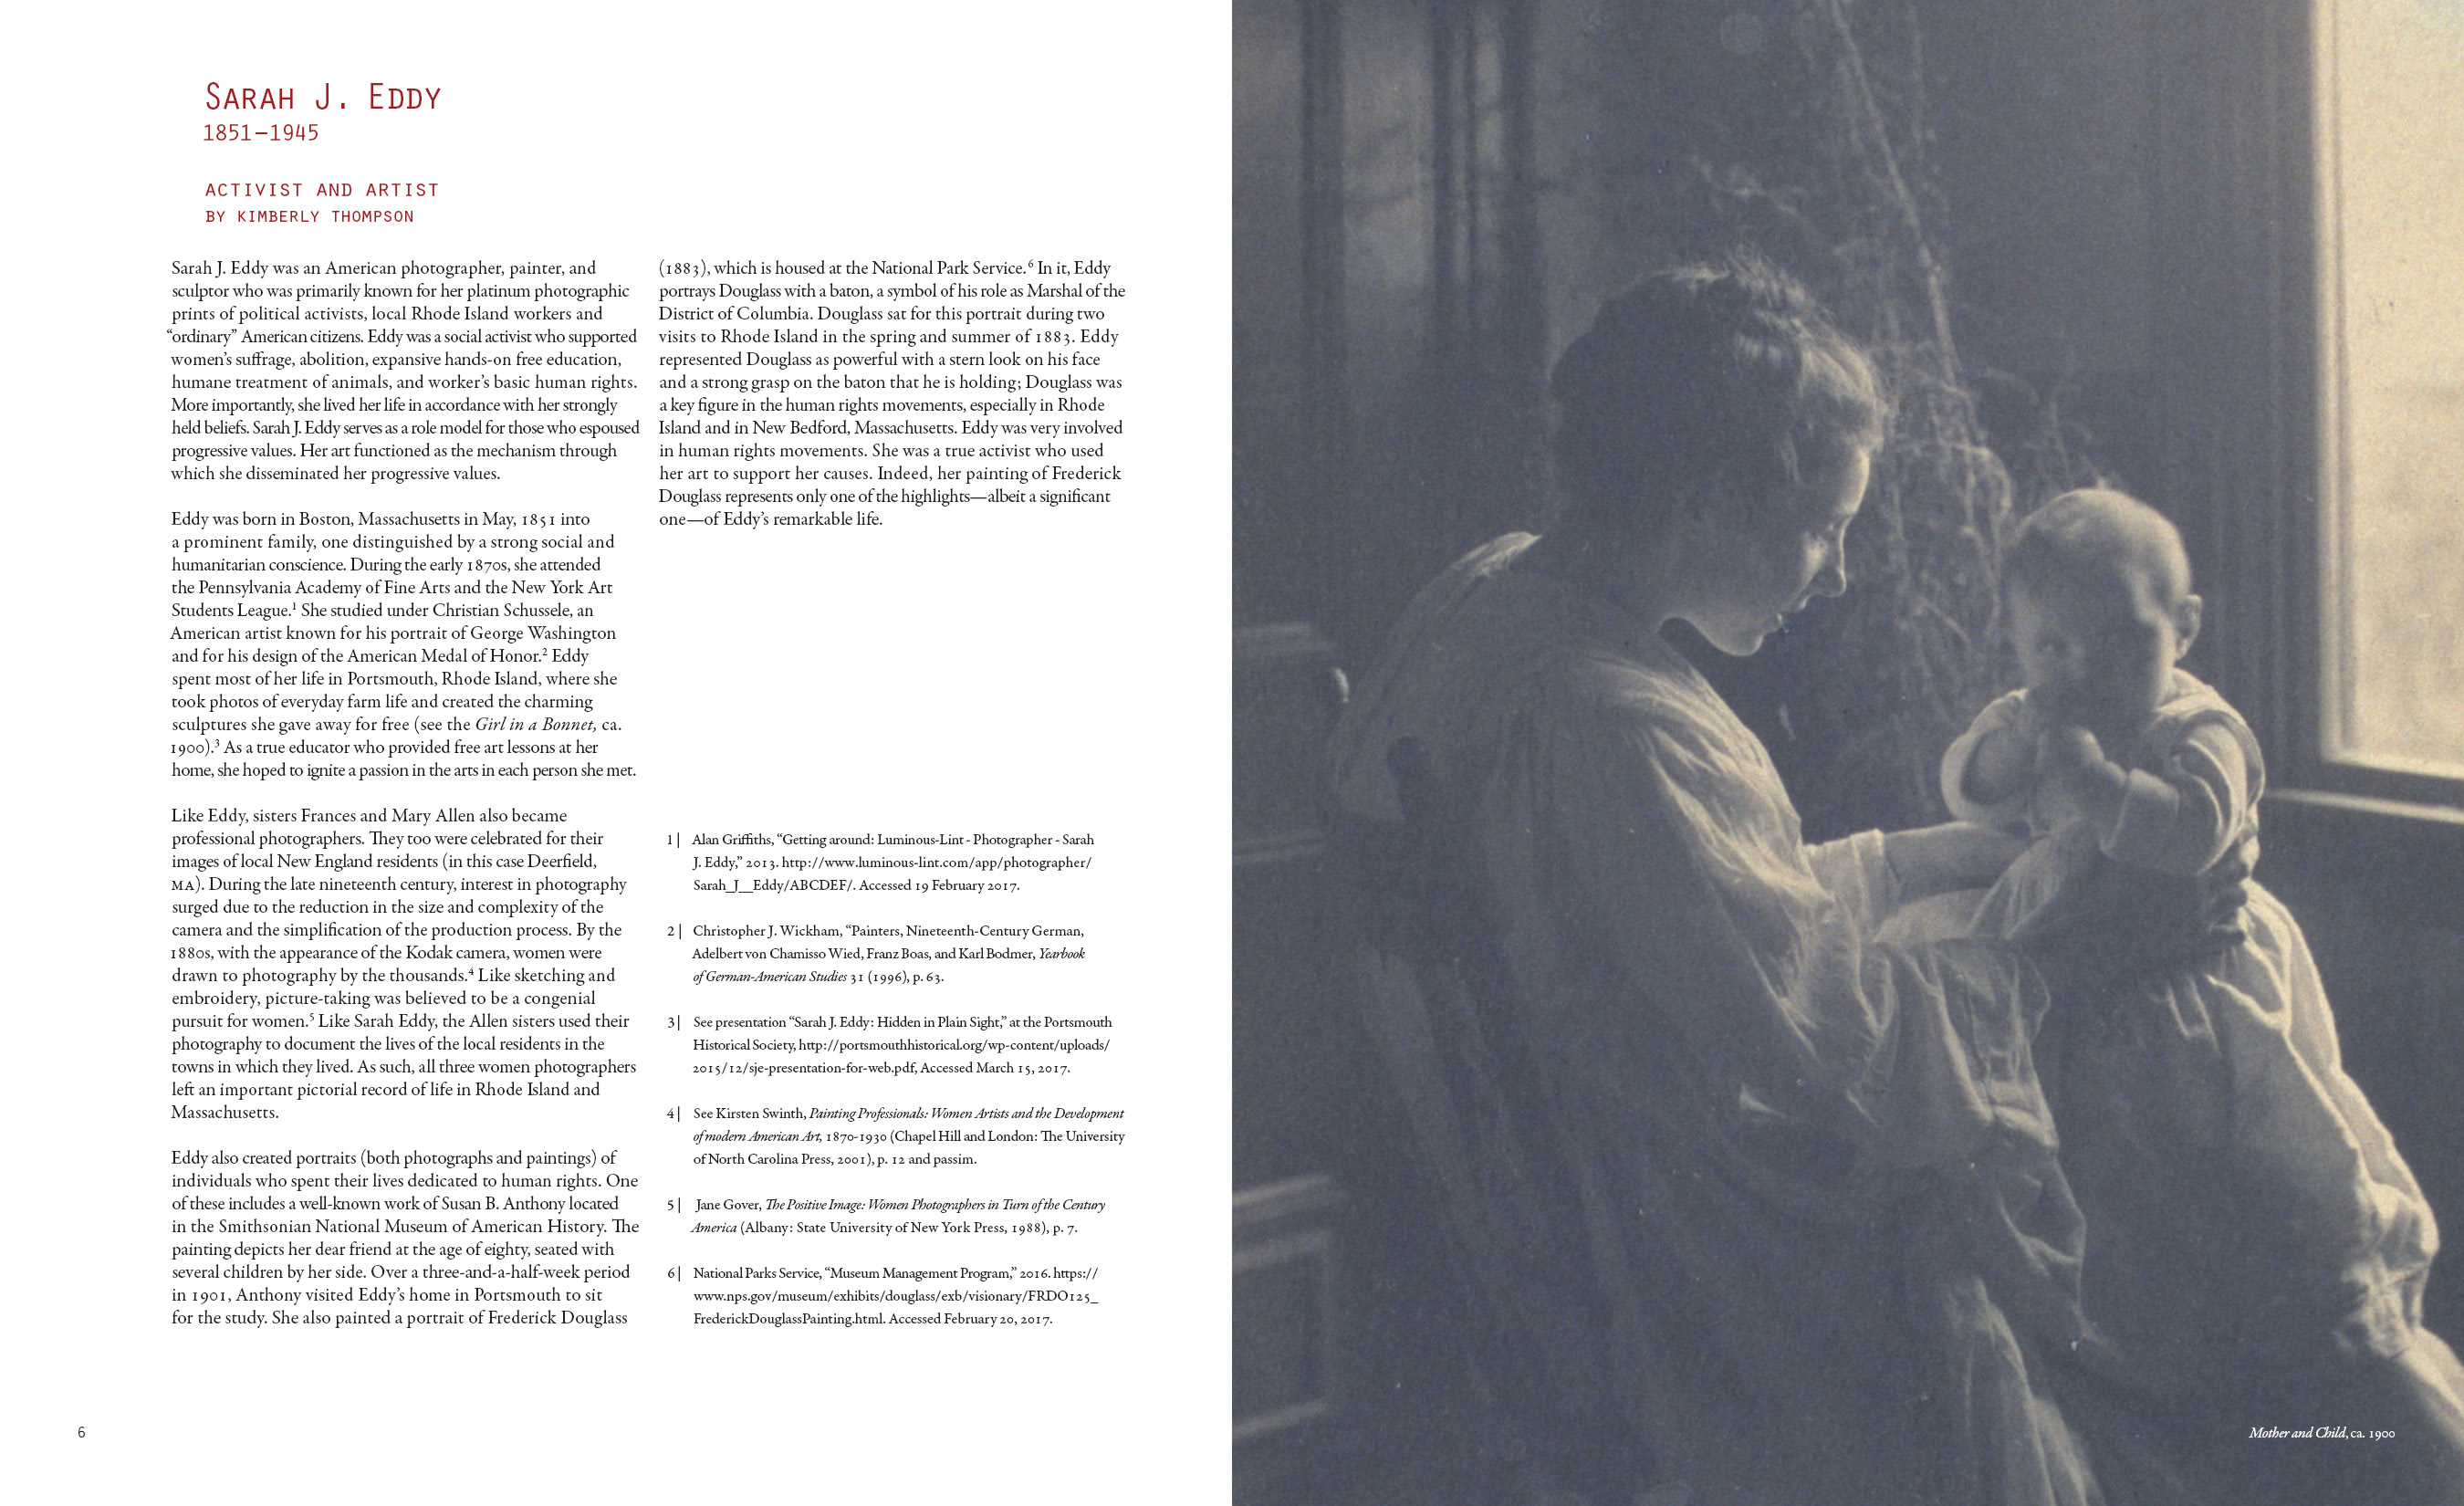 Sarah J. Eddy
1851–1945
ACTIVIST AND ARTIST
BY KIMBERLY THOMPSON
Sarah J. Eddy was an American photographer, painter, and
sculptor who was primarily known for her platinum photographic
prints of political activists, local Rhode Island workers and
“ordinary” American citizens. Eddy was a social activist who supported
women’s suffrage, abolition, expansive hands-on free education,
humane treatment of animals, and worker’s basic human rights.
More importantly, she lived her life in accordance with her strongly
held beliefs. Sarah J. Eddy serves as a role model for those who espoused
progressive values. Her art functioned as the mechanism through
which she disseminated her progressive values.
Eddy was born in Boston, Massachusetts in May, 1851 into
a prominent family, one distinguished by a strong social and
humanitarian conscience. During the early 1870s, she attended
the Pennsylvania Academy of Fine Arts and the New York Art
Students League.1 She studied under Christian Schussele, an
American artist known for his portrait of George Washington
and for his design of the American Medal of Honor.2 Eddy
spent most of her life in Portsmouth, Rhode Island, where she
took photos of everyday farm life and created the charming
sculptures she gave away for free (see the Girl in a Bonnet, ca.
1900).3 As a true educator who provided free art lessons at her
home, she hoped to ignite a passion in the arts in each person she met.
Like Eddy, sisters Frances and Mary Allen also became
professional photographers. They too were celebrated for their
images of local New England residents (in this case Deerfield,
MA). During the late nineteenth century, interest in photography
surged due to the reduction in the size and complexity of the
camera and the simplification of the production process. By the
1880s, with the appearance of the Kodak camera, women were
drawn to photography by the thousands.4 Like sketching and
embroidery, picture-taking was believed to be a congenial
pursuit for women.5 Like Sarah Eddy, the Allen sisters used their
photography to document the lives of the local residents in the
towns in which they lived. As such, all three women photographers
left an important pictorial record of life in Rhode Island and
Massachusetts.
Eddy also created portraits (both photographs and paintings) of
individuals who spent their lives dedicated to human rights. One
of these includes a well-known work of Susan B. Anthony located
in the Smithsonian National Museum of American History. The
painting depicts her dear friend at the age of eighty, seated with
several children by her side. Over a three-and-a-half-week period
in 1901, Anthony visited Eddy’s home in Portsmouth to sit
for the study. She also painted a portrait of Frederick Douglass
(1883), which is housed at the National Park Service.6 In it, Eddy
portrays Douglass with a baton, a symbol of his role as Marshal of the
District of Columbia. Douglass sat for this portrait during two
visits to Rhode Island in the spring and summer of 1883. Eddy
represented Douglass as powerful with a stern look on his face
and a strong grasp on the baton that he is holding; Douglass was
a key figure in the human rights movements, especially in Rhode
Island and in New Bedford, Massachusetts. Eddy was very involved
in human rights movements. She was a true activist who used
her art to support her causes. Indeed, her painting of Frederick
Douglass represents only one of the highlights—albeit a significant
one—of Eddy’s remarkable life.
1 | Alan Griffiths, “Getting around: Luminous-Lint - Photographer - Sarah
J. Eddy,” 2013. http://www.luminous-lint.com/app/photographer/
Sarah_J__Eddy/ABCDEF/. Accessed 19 February 2017.
2 | Christopher J. Wickham, “Painters, Nineteenth-Century German,
Adelbert von Chamisso Wied, Franz Boas, and Karl Bodmer, Yearbook
of German-American Studies 31 (1996), p. 63.
3 | See presentation “Sarah J. Eddy: Hidden in Plain Sight,” at the Portsmouth
Historical Society, http://portsmouthhistorical.org/wp-content/uploads/
2015/12/sje-presentation-for-web.pdf, Accessed March 15, 2017.
4 | See Kirsten Swinth, Painting Professionals: Women Artists and the Development
of modern American Art, 1870-1930 (Chapel Hill and London: The University
of North Carolina Press, 2001), p. 12 and passim.
5 | Jane Gover, The Positive Image: Women Photographers in Turn of the Century
America (Albany: State University of New York Press, 1988), p. 7.
6 | National Parks Service, “Museum Management Program,” 2016. https://
www.nps.gov/museum/exhibits/douglass/exb/visionary/FRDO125_
FrederickDouglassPainting.html. Accessed February 20, 2017.
6
Mother and Child, ca. 1900